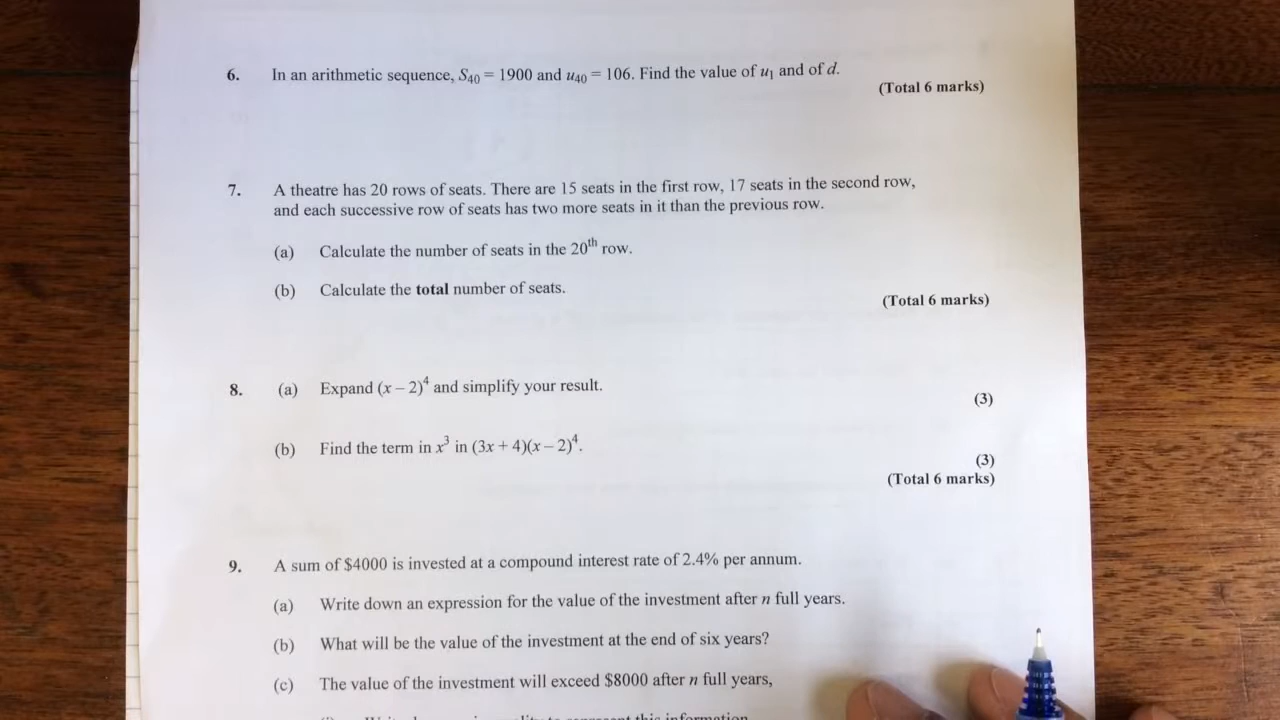 6. In an arithmetic sequence, S₄₀ = 1900 and u₄₀ = 106. Find the value of u₁ and of d.
(Total 6 marks)
7. A theatre has 20 rows of seats. There are 15 seats in the first row, 17 seats in the second row,
and each successive row of seats has two more seats in it than the previous row.
(a) Calculate the number of seats in the 20th row.
(b) Calculate the total number of seats.
(Total 6 marks)
8. (a) Expand (x – 2)⁴ and simplify your result.
(3)
(b) Find the term in x³ in (3x + 4)(x – 2)⁴.
(3)
(Total 6 marks)
9. A sum of $4000 is invested at a compound interest rate of 2.4% per annum.
(a) Write down an expression for the value of the investment after n full years.
(b) What will be the value of the investment at the end of six years?
(c) The value of the investment will exceed $8000 after n full years,
this information